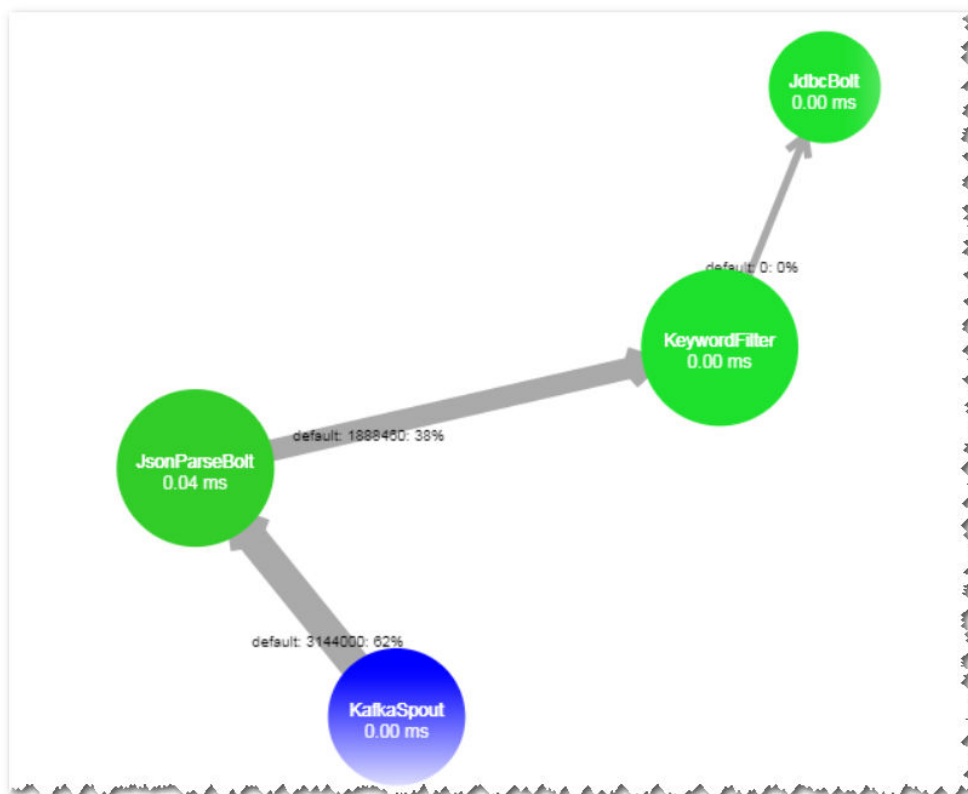 JdbcBolt
0.00 ms
default: 0: 0%
KeywordFilter
0.00 ms
default: 1888460: 38%
JsonParseBolt
0.04 ms
default: 3144000: 62%
KafkaSpout
0.00 ms